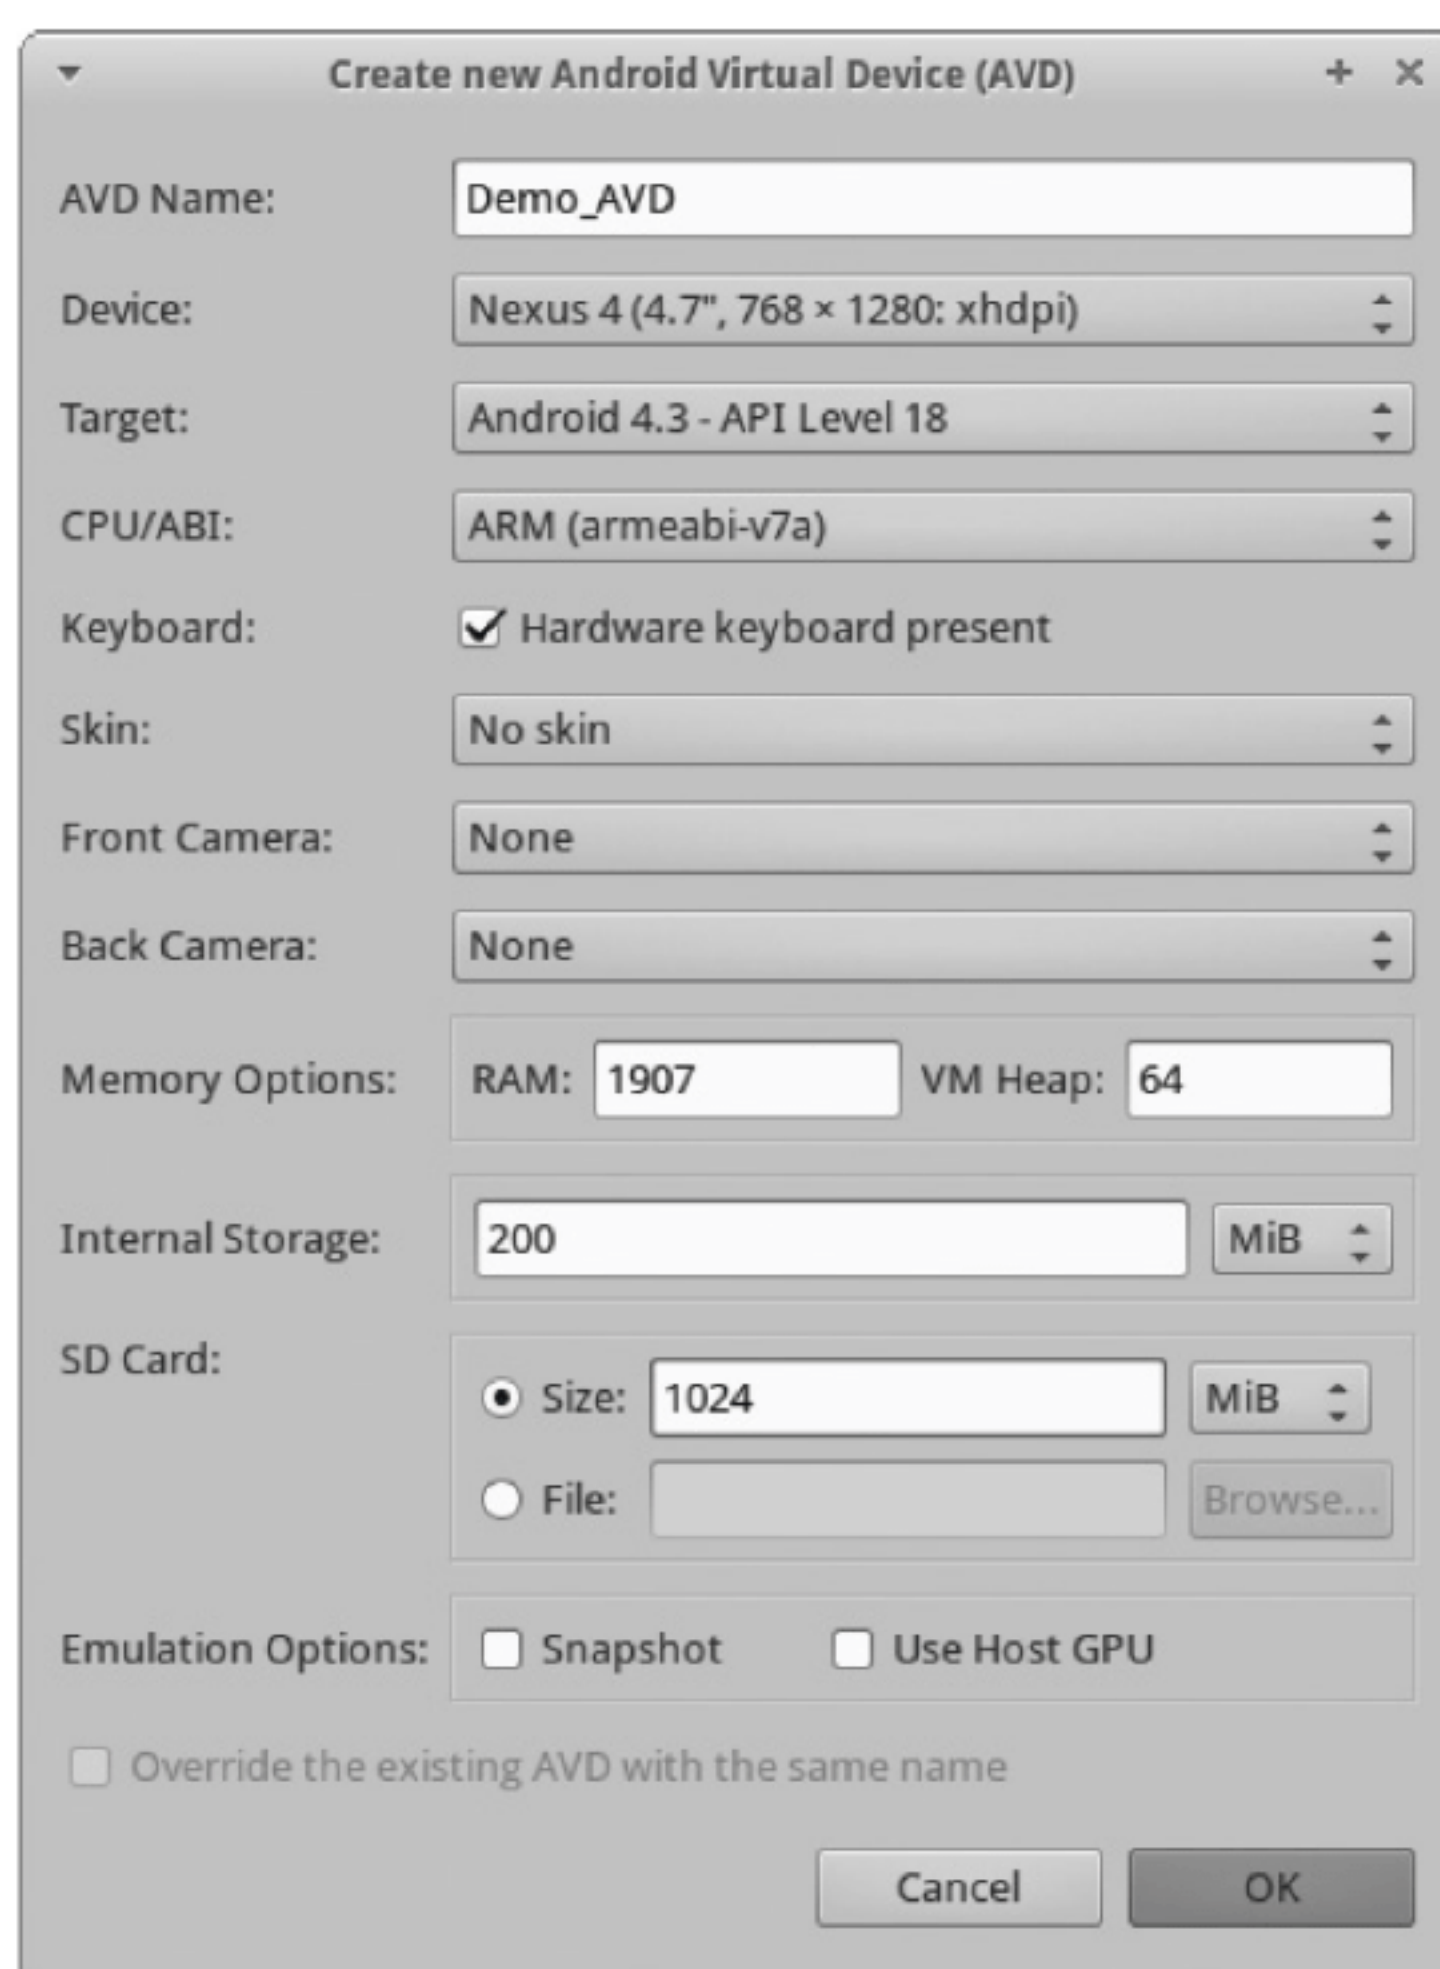 Create new Android Virtual Device (AVD)
AVD Name: Demo_AVD
Device: Nexus 4 (4.7", 768 × 1280: xhdpi)
Target: Android 4.3 - API Level 18
CPU/ABI: ARM (armeabi-v7a)
Keyboard: Hardware keyboard present
Skin: No skin
Front Camera: None
Back Camera: None
Memory Options: RAM: 1907 VM Heap: 64
Internal Storage: 200 MiB
SD Card:
Size: 1024 MiB
File: Browse...
Emulation Options: Snapshot Use Host GPU
Override the existing AVD with the same name
Cancel OK